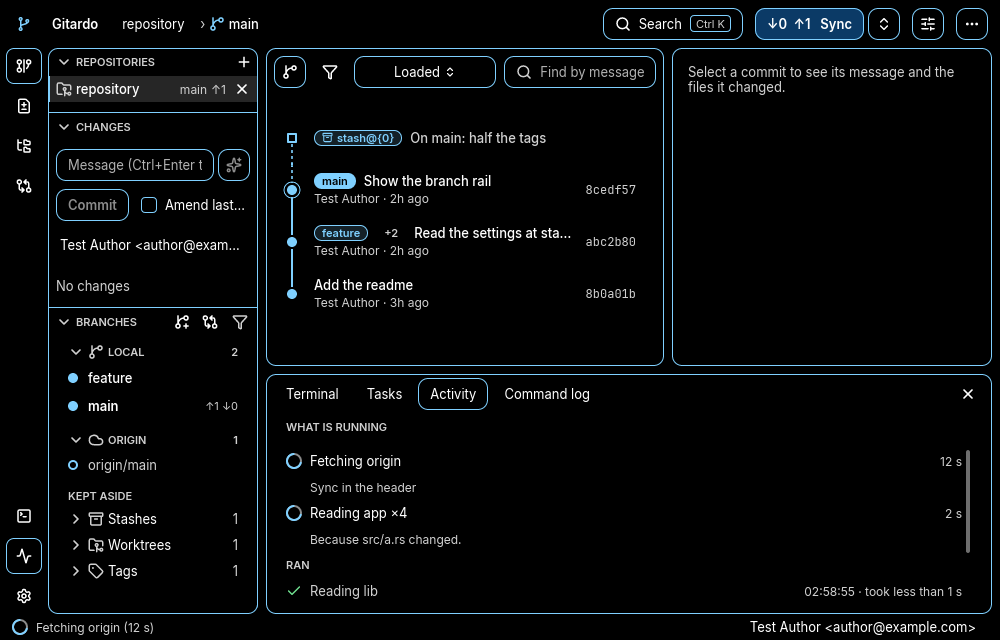 Gitardo repository › main Search Ctrl K ↓0 ↑1 Sync
REPOSITORIES
repository main ↑1
CHANGES
Message (Ctrl+Enter t
Commit Amend last...
Test Author <author@exam...
No changes
BRANCHES
LOCAL 2
feature
main ↑1 ↓0
ORIGIN 1
origin/main
KEPT ASIDE
Stashes 1
Worktrees 1
Tags 1
Loaded Find by message
stash@{0} On main: half the tags
main Show the branch rail
Test Author · 2h ago 8cedf57
feature +2 Read the settings at sta...
Test Author · 2h ago abc2b80
Add the readme
Test Author · 3h ago 8b0a01b
Select a commit to see its message and the
files it changed.
Terminal Tasks Activity Command log
WHAT IS RUNNING
Fetching origin 12 s
Sync in the header
Reading app ×4 2 s
Because src/a.rs changed.
RAN
Reading lib 02:58:55 · took less than 1 s
Fetching origin (12 s) Test Author <author@example.com>